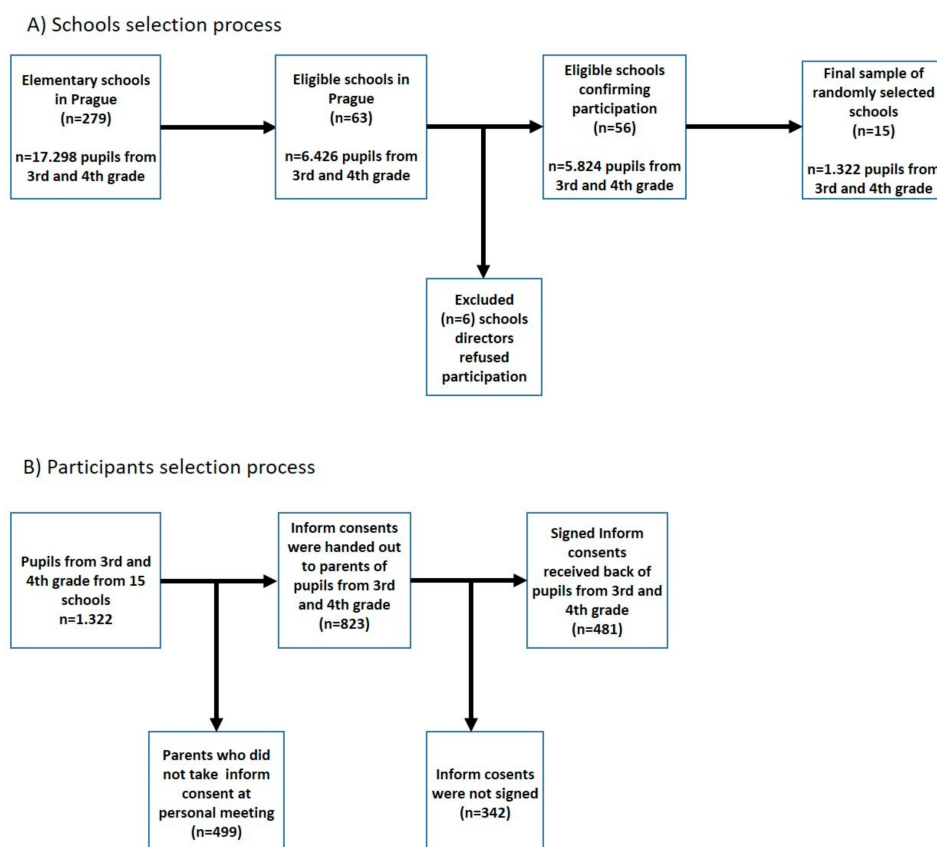 A) Schools selection process
Elementary schools
in Prague
(n=279)
n=17.298 pupils from
3rd and 4th grade
Eligible schools in
Prague
(n=63)
n=6.426 pupils from
3rd and 4th grade
Eligible schools
confirming
participation
(n=56)
n=5.824 pupils from
3rd and 4th grade
Final sample of
randomly selected
schools
(n=15)
n=1.322 pupils from
3rd and 4th grade
Excluded
(n=6) schools
directors
refused
participation
B) Participants selection process
Pupils from 3rd and
4th grade from 15
schools
n=1.322
Inform consents
were handed out
to parents of
pupils from 3rd
and 4th grade
(n=823)
Signed Inform
consents
received back of
pupils from 3rd and
4th grade
(n=481)
Parents who did
not take inform
consent at
personal meeting
(n=499)
Inform cosents
were not signed
(n=342)